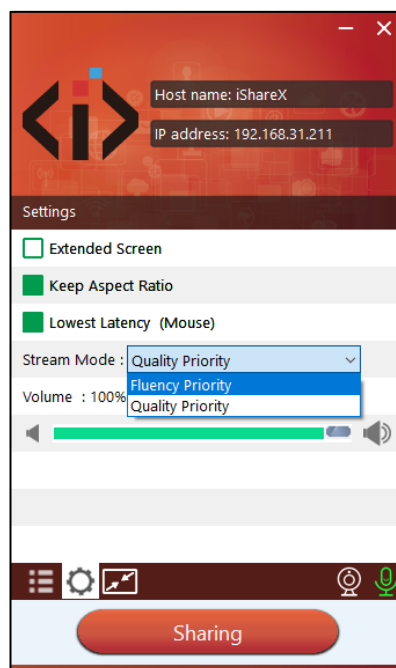 Host name: iShareX
IP address: 192.168.31.211
Settings
Extended Screen
Keep Aspect Ratio
Lowest Latency (Mouse)
Stream Mode : Quality Priority
Fluency Priority
Volume : 100%
Quality Priority
Sharing